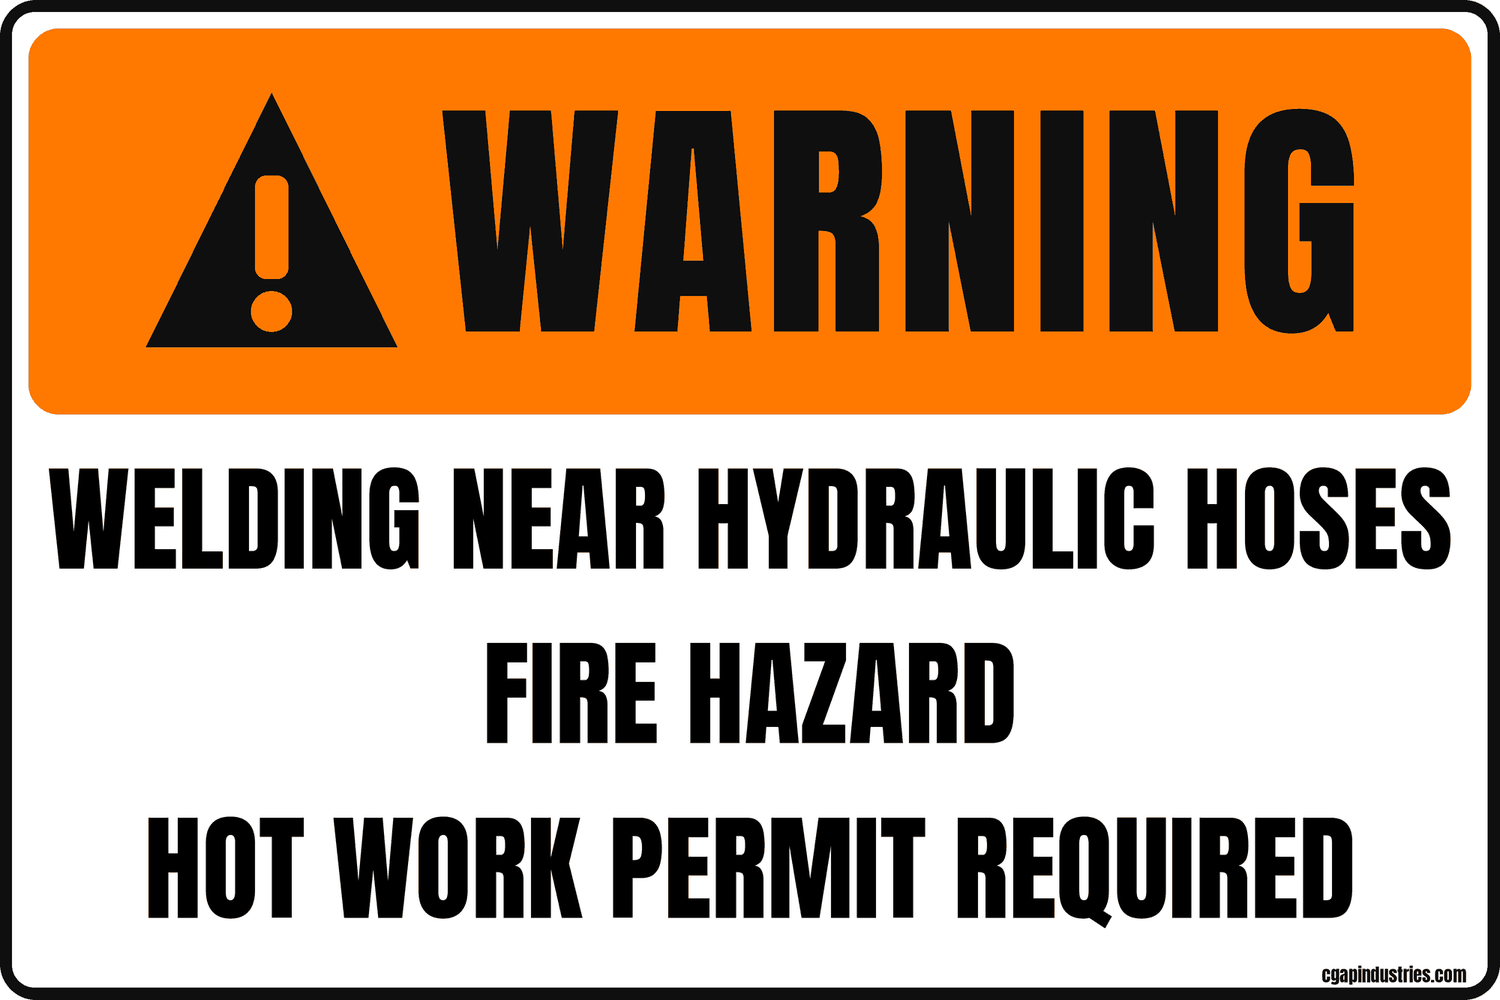 WARNING
WELDING NEAR HYDRAULIC HOSES
FIRE HAZARD
HOT WORK PERMIT REQUIRED
cgapindustries.com